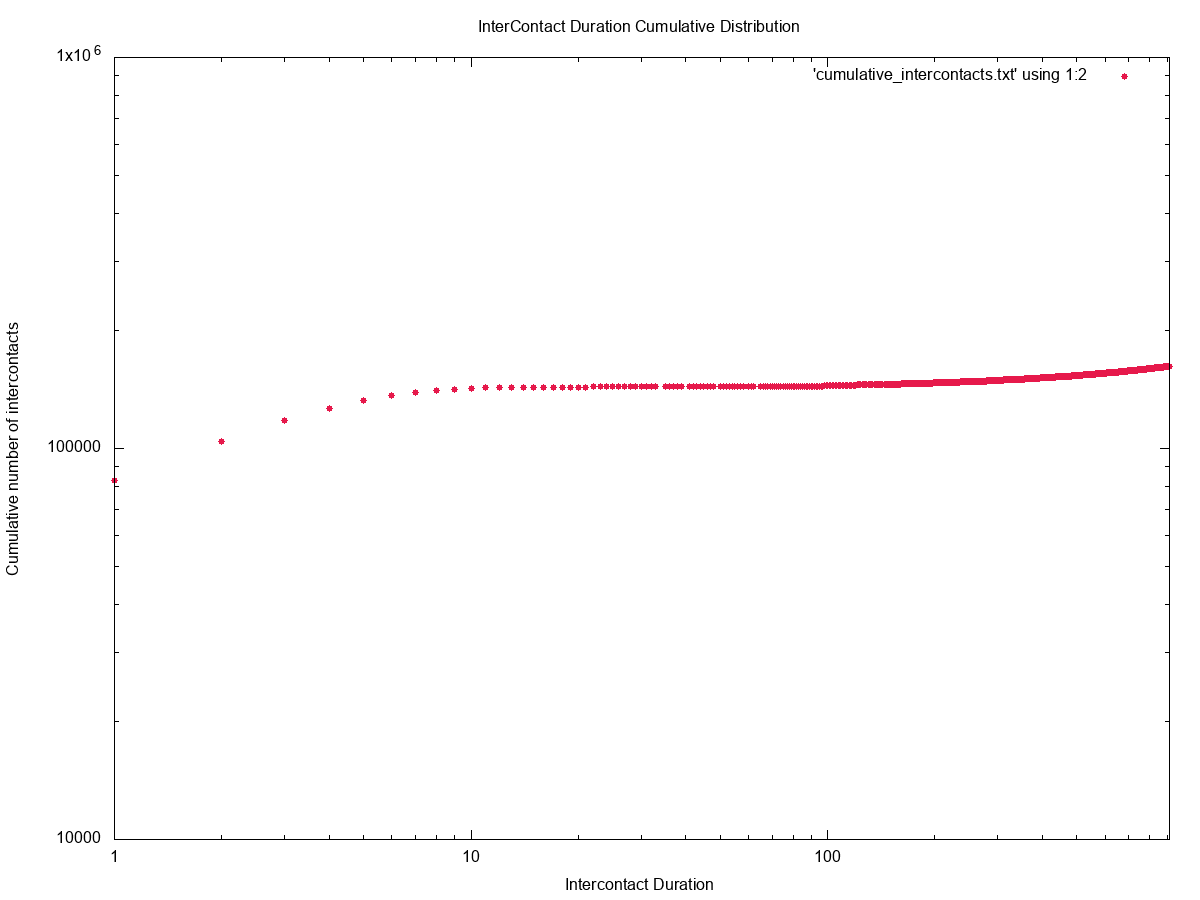 InterContact Duration Cumulative Distribution
1x10^6
'cumulative_intercontacts.txt' using 1:2
Cumulative number of intercontacts
100000
10000
1 10 100
Intercontact Duration